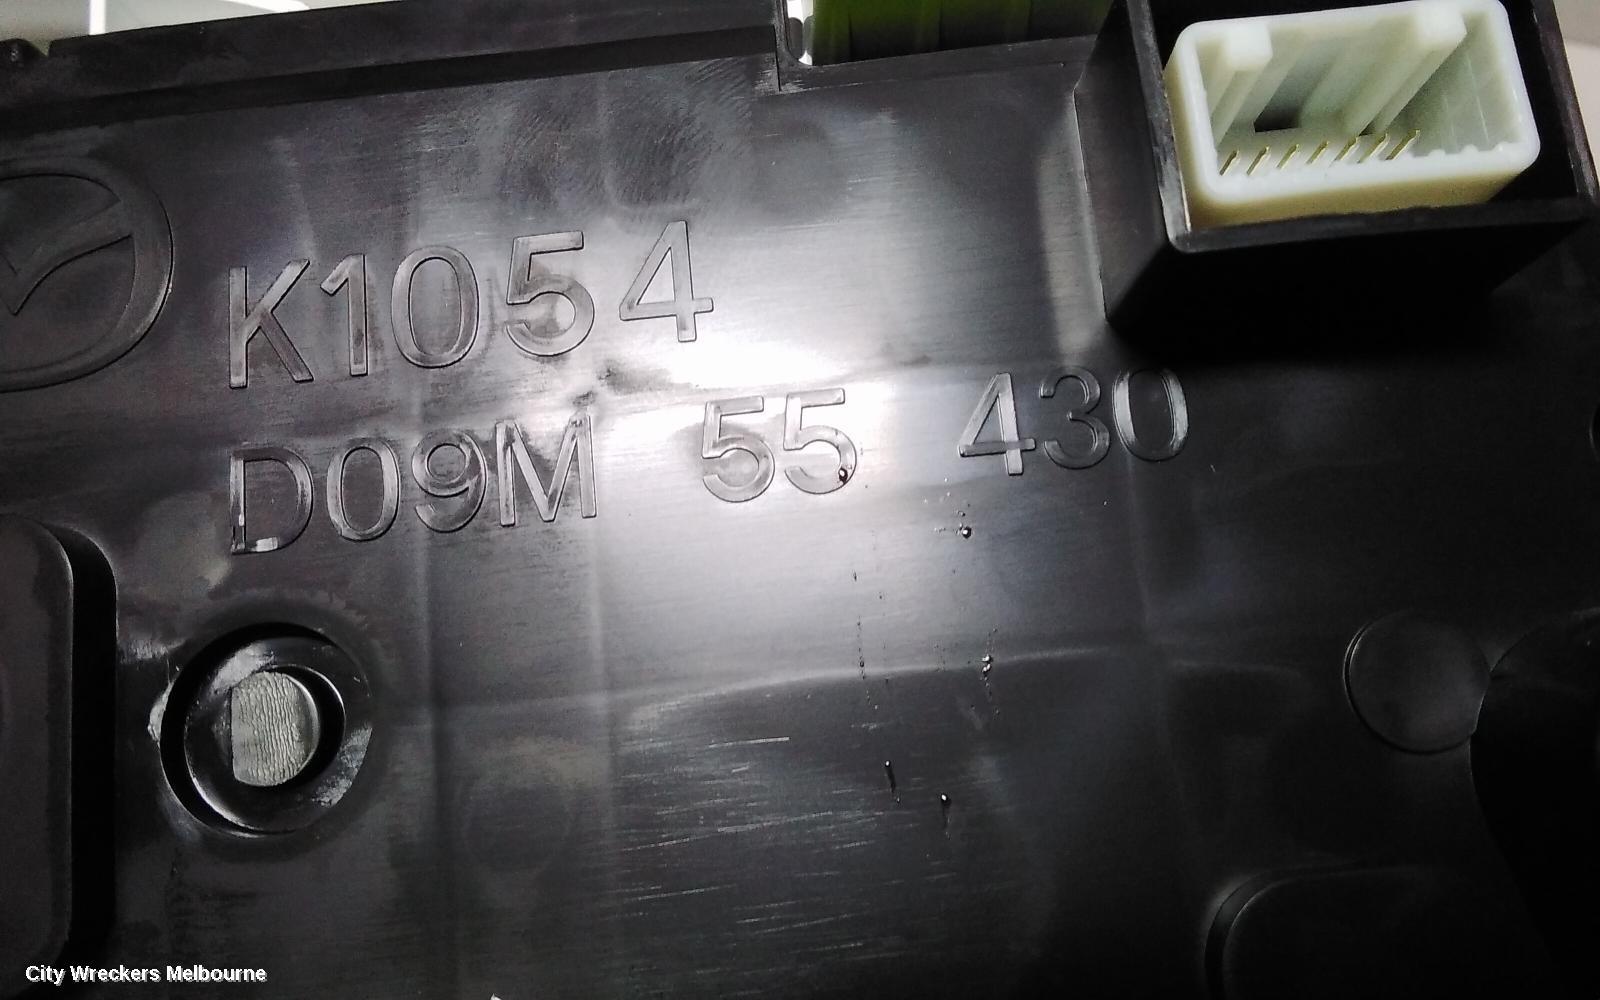 K1054
D09M 55 430
City Wreckers Melbourne